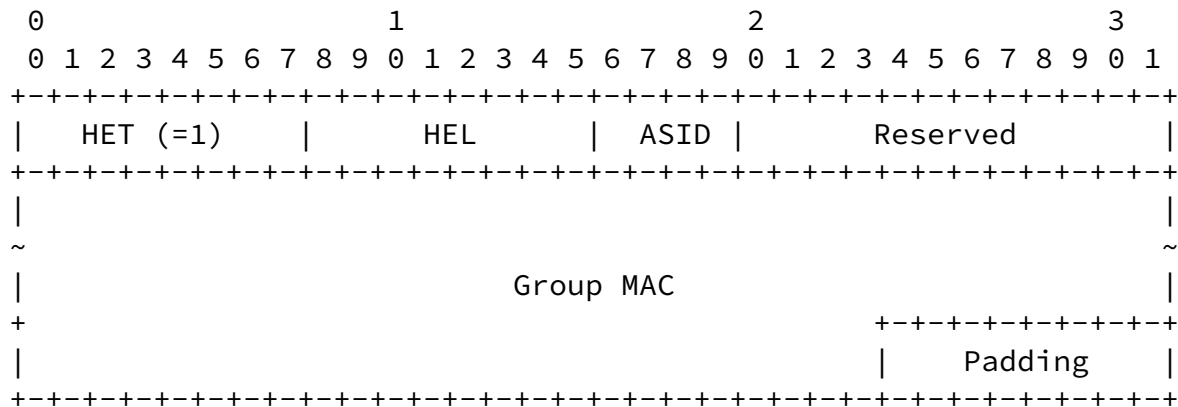 0                   1                   2                   3
 0 1 2 3 4 5 6 7 8 9 0 1 2 3 4 5 6 7 8 9 0 1 2 3 4 5 6 7 8 9 0 1
+-+-+-+-+-+-+-+-+-+-+-+-+-+-+-+-+-+-+-+-+-+-+-+-+-+-+-+-+-+-+-+-+
|   HET (=1)    |      HEL      | ASID  |       Reserved        |
+-+-+-+-+-+-+-+-+-+-+-+-+-+-+-+-+-+-+-+-+-+-+-+-+-+-+-+-+-+-+-+-+
|                                                               |
~                                                               ~
|                           Group MAC                           |
+                                               +-+-+-+-+-+-+-+-+
|                                               |    Padding    |
+-+-+-+-+-+-+-+-+-+-+-+-+-+-+-+-+-+-+-+-+-+-+-+-+-+-+-+-+-+-+-+-+